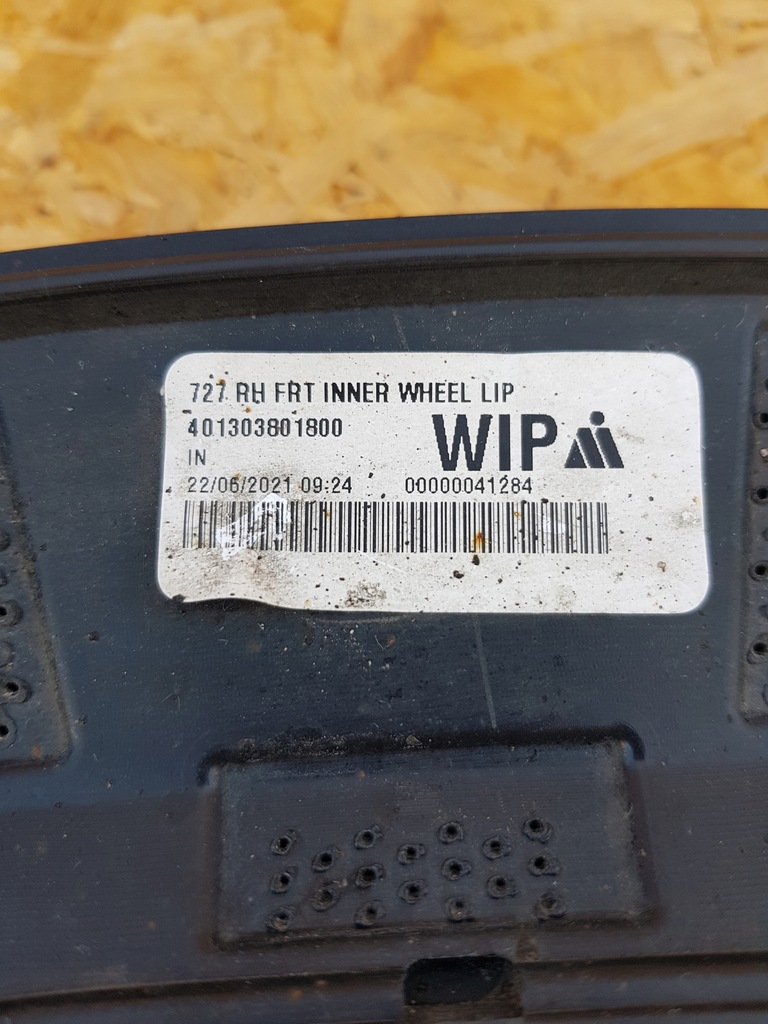 727 RH FRT INNER WHEEL LIP
401303801800
WIP
IN
22/06/2021 09:24 00000041284